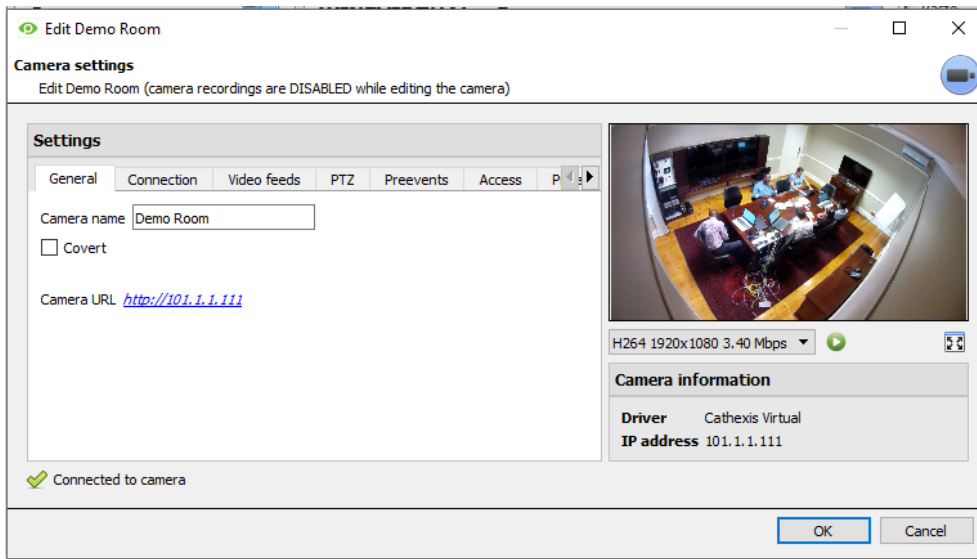 Edit Demo Room
Camera settings
Edit Demo Room (camera recordings are DISABLED while editing the camera)
Settings
General Connection Video feeds PTZ Preevents Access
Camera name Demo Room
Covert
Camera URL http://101.1.1.111
H264 1920x1080 3.40 Mbps
Camera information
Driver Cathexis Virtual
IP address 101.1.1.111
Connected to camera
OK Cancel